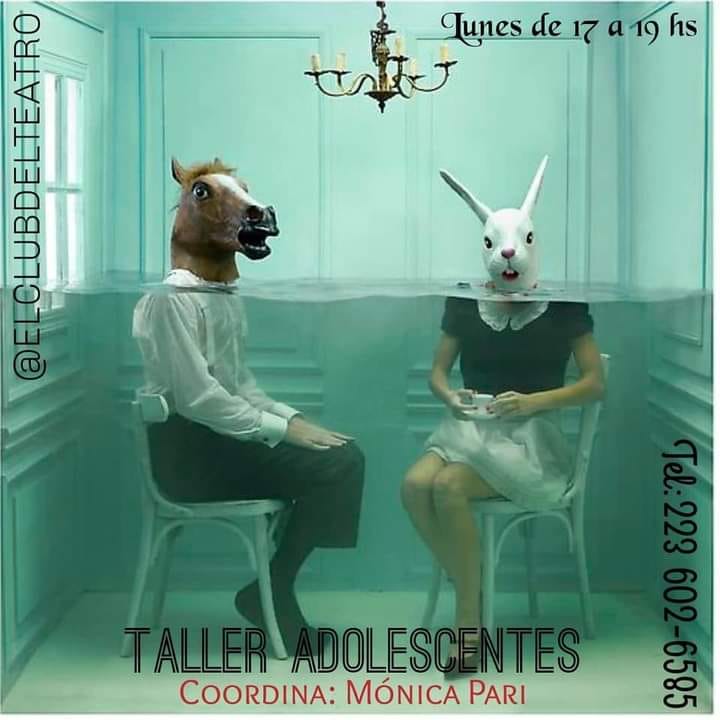 Lunes de 17 a 19 hs
@ELCLUBDELTEATRO
Tel.: 223 602-6585
TALLER ADOLESCENTES
COORDINA: MÓNICA PARI